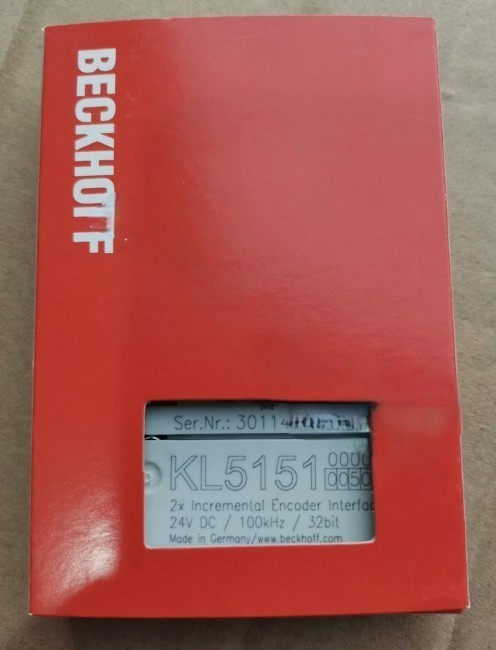 BECKHOFF
Ser.Nr.: 3011
KL5151
0000
0050
2x Incremental Encoder Interfac
24V DC / 100kHz / 32bit
Made in Germany/www.beckhoff.com